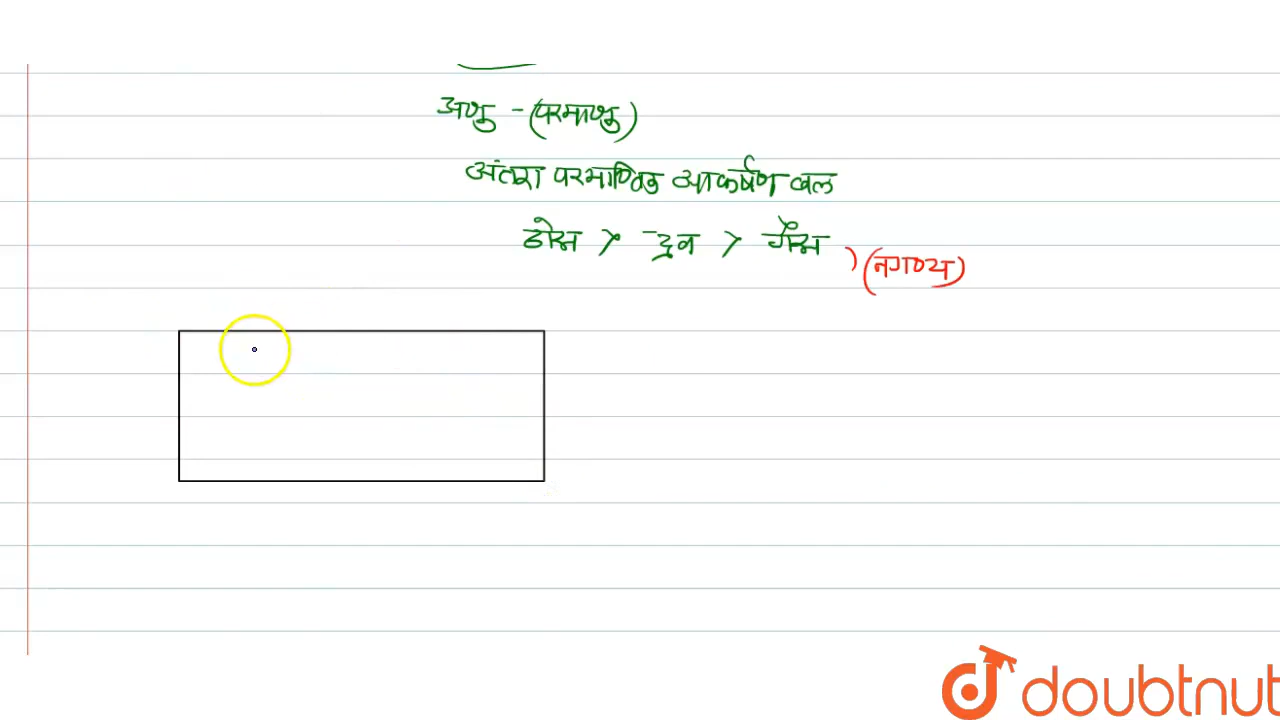 अणु - (परमाणु)
अंतरा परमाण्विक आकर्षण बल
ठोस > द्रव > गैस
(नगण्य)
doubtnut